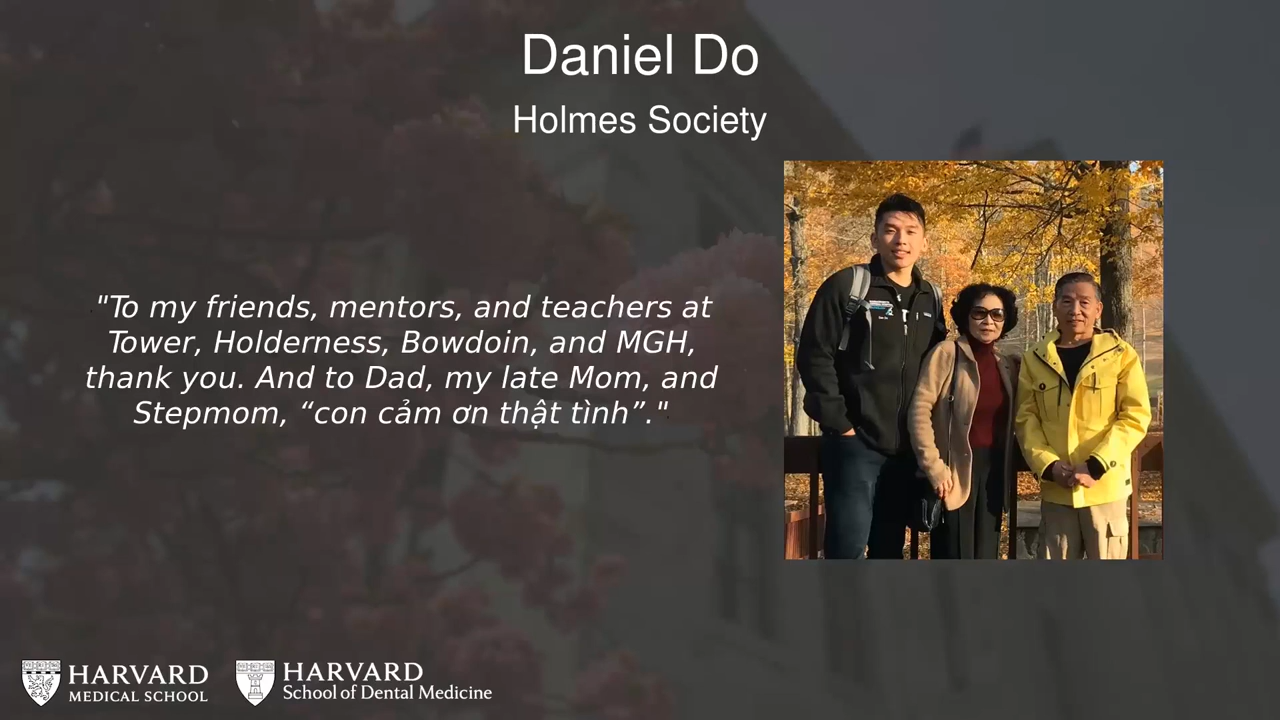 Daniel Do
Holmes Society
"To my friends, mentors, and teachers at
Tower, Holderness, Bowdoin, and MGH,
thank you. And to Dad, my late Mom, and
Stepmom, “con cảm ơn thật tình”."
HARVARD
MEDICAL SCHOOL
HARVARD
School of Dental Medicine